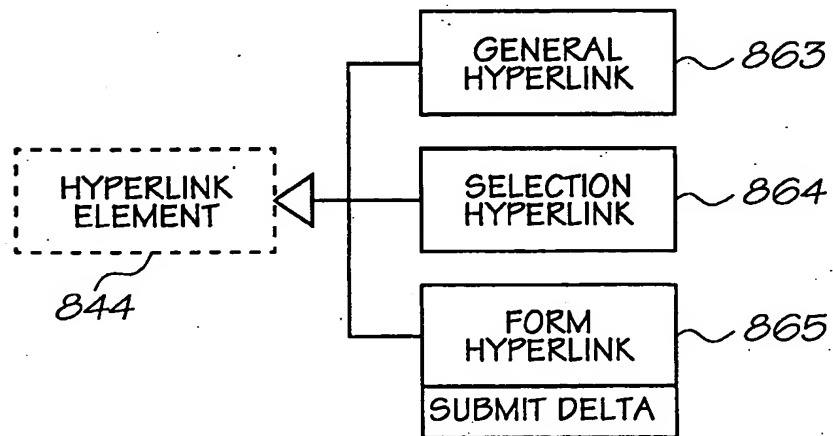 GENERAL
HYPERLINK
863
HYPERLINK
ELEMENT
844
SELECTION
HYPERLINK
864
FORM
HYPERLINK
865
SUBMIT DELTA